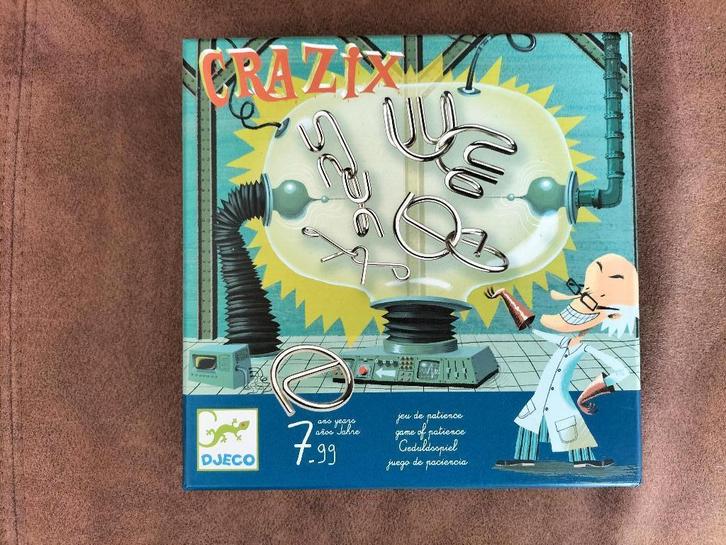 CRAZIX
ans years
años Jahre
7-99
jeu de patience
game of patience
Geduldsspiel
juego de paciencia
DJECO